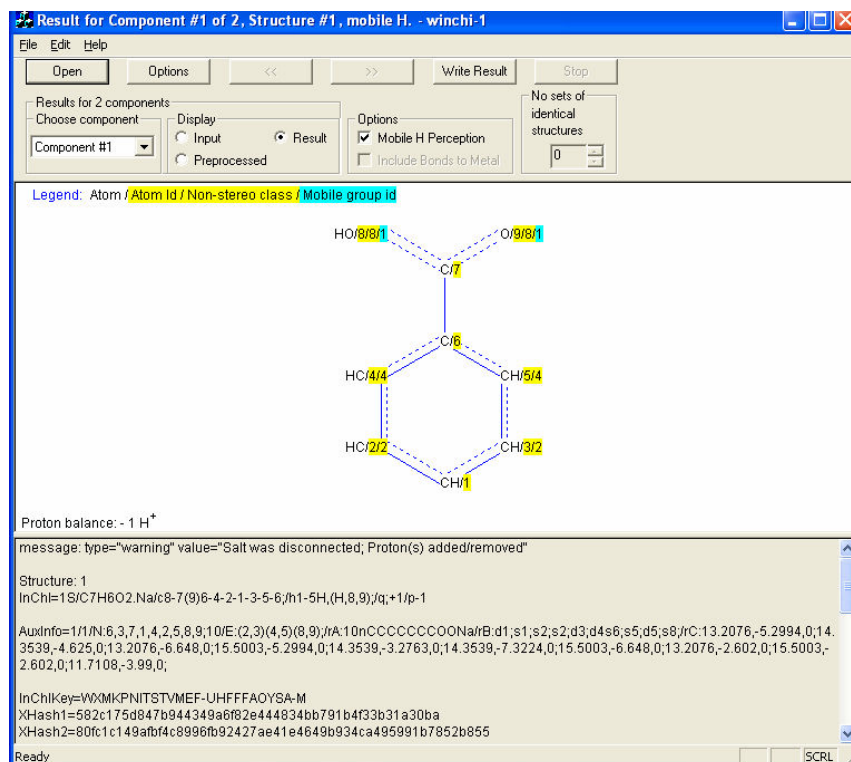 Result for Component #1 of 2, Structure #1, mobile H. - winchi-1
File Edit Help
Open Options << >> Write Result Stop
Results for 2 components
Choose component
Component #1
Display
Input Result
Preprocessed
Options
Mobile H Perception
Include Bonds to Metal
No sets of
identical
structures
0
Legend: Atom / Atom Id / Non-stereo class / Mobile group id
HO/8/8/1 O/9/8/1
C/7
C/6
HC/4/4 CH/5/4
HC/2/2 CH/3/2
CH/1
Proton balance: - 1 H+
message: type="warning" value="Salt was disconnected; Proton(s) added/removed"
Structure: 1
InChI=1S/C7H6O2.Na/c8-7(9)6-4-2-1-3-5-6;/h1-5H,(H,8,9);/q;+1/p-1
AuxInfo=1/1/N:6,3,7,1,4,2,5,8,9;10/E:(2,3)(4,5)(8,9);/rA:10nCCCCCCCOONa/rB:d1;s1;s2;s2;d3;d4s6;s5;d5;s8;/rC:13.2076,-5.2994,0;14.
3539,-4.625,0;13.2076,-6.648,0;15.5003,-5.2994,0;14.3539,-3.2763,0;14.3539,-7.3224,0;15.5003,-6.648,0;13.2076,-2.602,0;15.5003,-
2.602,0;11.7108,-3.99,0;
InChIKey=WXMKPNITSTVMEF-UHFFFAOYSA-M
XHash1=582c175d847b944349a6f82e444834bb791b4f33b31a30ba
XHash2=80fc1c149afbf4c8996fb92427ae41e4649b934ca495991b7852b855
Ready SCRL